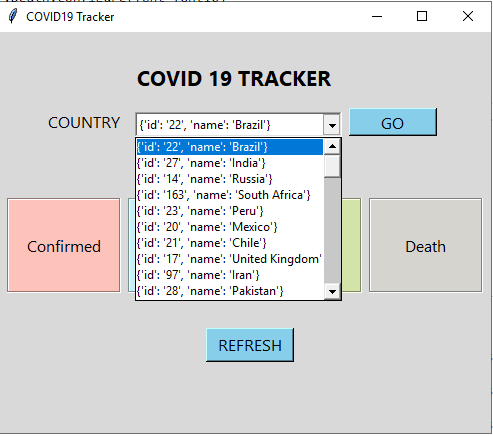 COVID19 Tracker
COVID 19 TRACKER
COUNTRY
{'id': '22', 'name': 'Brazil'}
GO
{'id': '22', 'name': 'Brazil'}
{'id': '27', 'name': 'India'}
{'id': '14', 'name': 'Russia'}
{'id': '163', 'name': 'South Africa'}
{'id': '23', 'name': 'Peru'}
{'id': '20', 'name': 'Mexico'}
{'id': '21', 'name': 'Chile'}
{'id': '17', 'name': 'United Kingdom'
{'id': '97', 'name': 'Iran'}
{'id': '28', 'name': 'Pakistan'}
Confirmed
Death
REFRESH